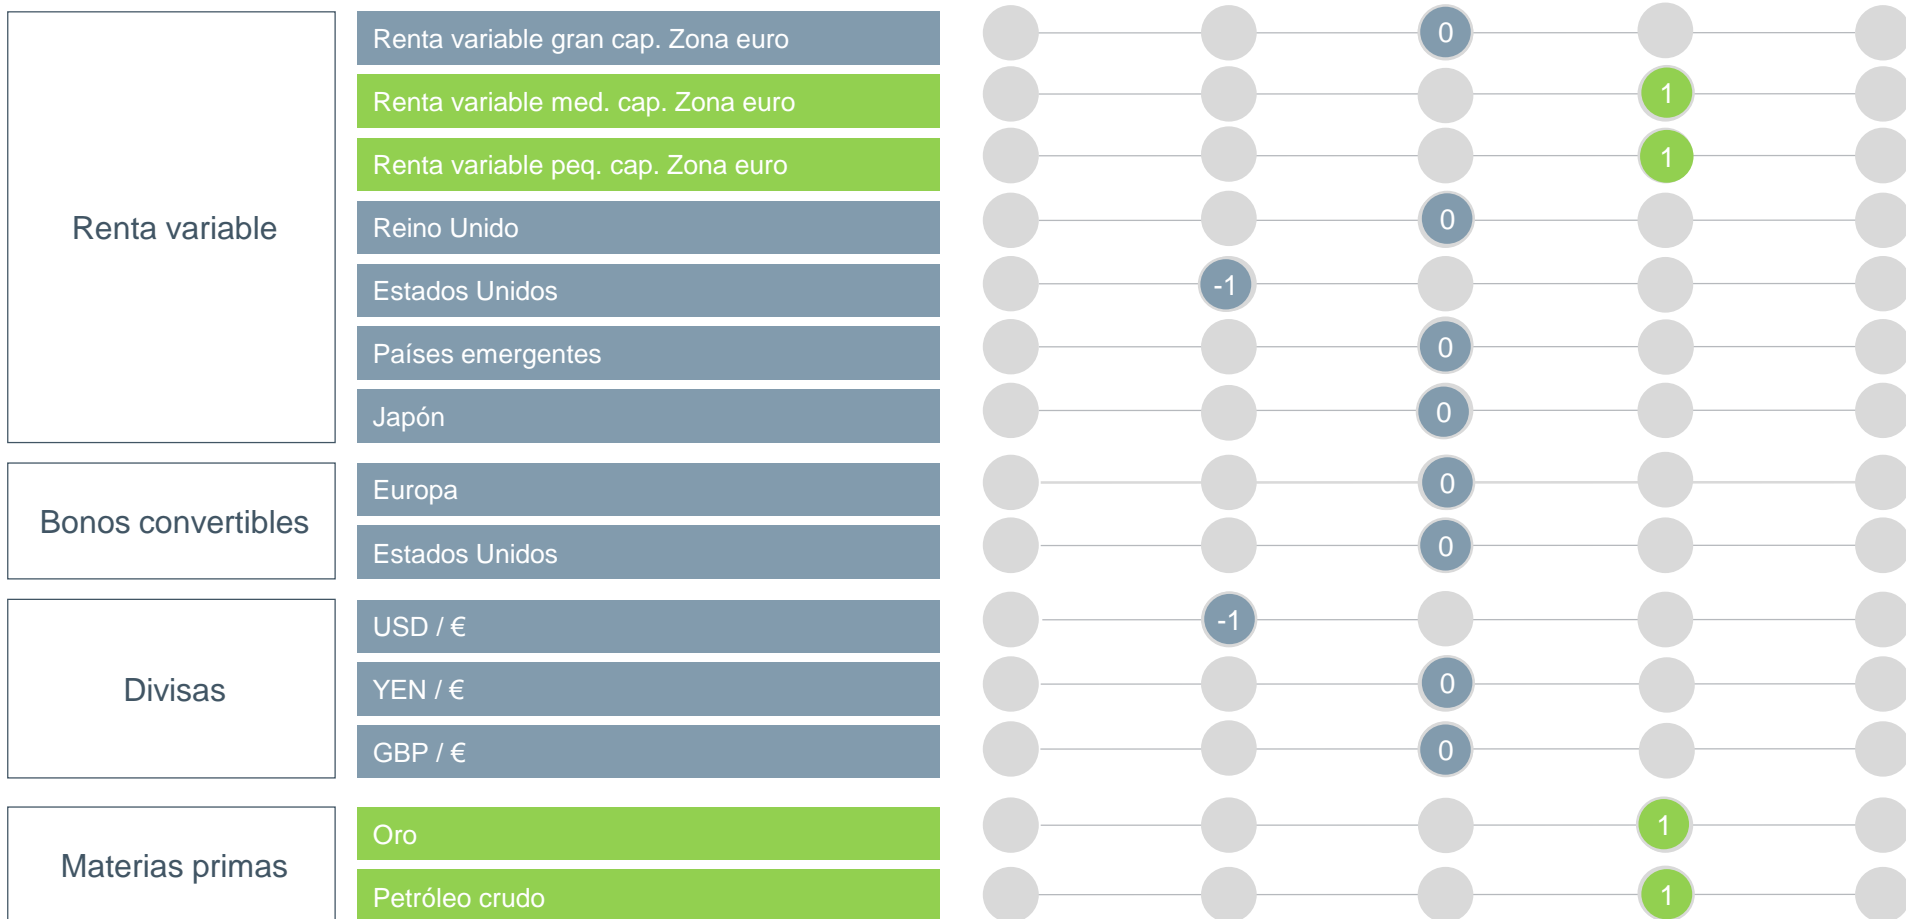 Renta variable
Renta variable gran cap. Zona euro
0
Renta variable med. cap. Zona euro
1
Renta variable peq. cap. Zona euro
1
Reino Unido
0
Estados Unidos
-1
Países emergentes
0
Japón
0
Bonos convertibles
Europa
0
Estados Unidos
0
Divisas
USD / €
-1
YEN / €
0
GBP / €
0
Materias primas
Oro
1
Petróleo crudo
1